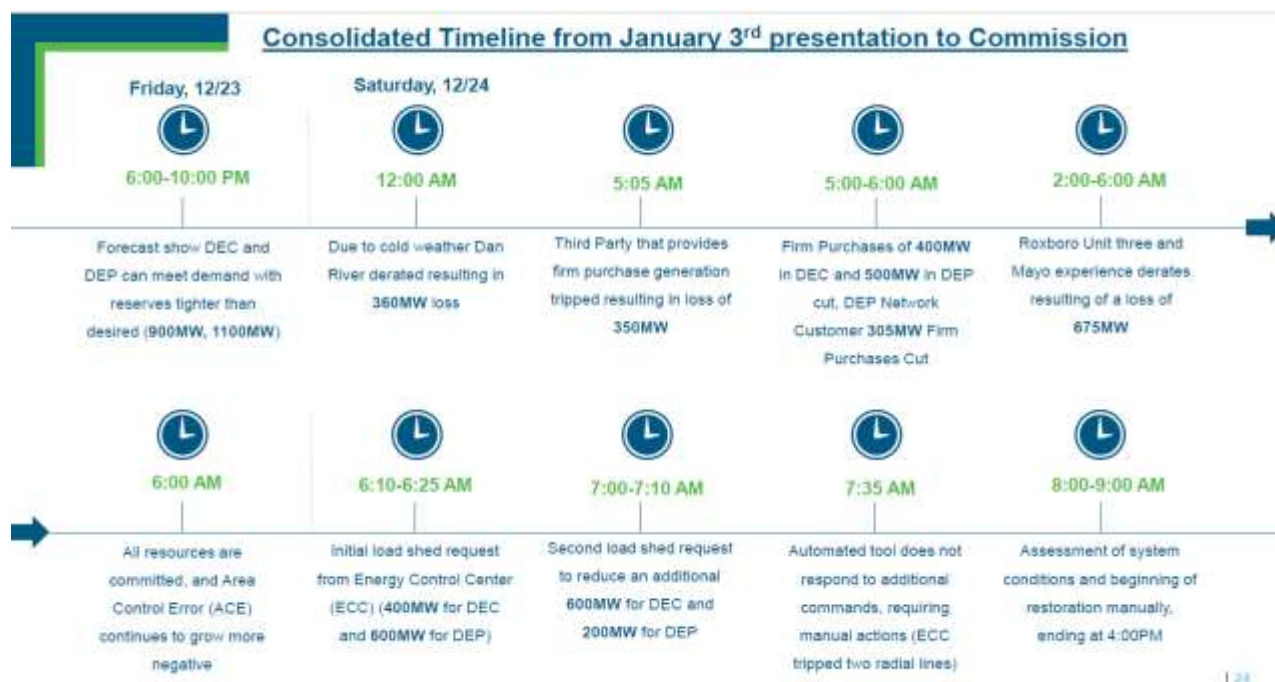 Consolidated Timeline from January 3rd presentation to Commission
Friday, 12/23
6:00-10:00 PM
Forecast show DEC and
DEP can meet demand with
reserves tighter than
desired (900MW, 1100MW)
Saturday, 12/24
12:00 AM
Due to cold weather Dan
River derated resulting in
360MW loss
5:05 AM
Third Party that provides
firm purchase generation
tripped resulting in loss of
350MW
5:00-6:00 AM
Firm Purchases of 400MW
in DEC and 500MW in DEP
cut, DEP Network
Customer 305MW Firm
Purchases Cut
2:00-6:00 AM
Roxboro Unit three and
Mayo experience derates
resulting of a loss of
675MW
6:00 AM
All resources are
committed, and Area
Control Error (ACE)
continues to grow more
negative
6:10-6:25 AM
Initial load shed request
from Energy Control Center
(ECC) (400MW for DEC
and 600MW for DEP)
7:00-7:10 AM
Second load shed request
to reduce an additional
600MW for DEC and
200MW for DEP
7:35 AM
Automated tool does not
respond to additional
commands, requiring
manual actions (ECC
tripped two radial lines)
8:00-9:00 AM
Assessment of system
conditions and beginning of
restoration manually,
ending at 4:00PM